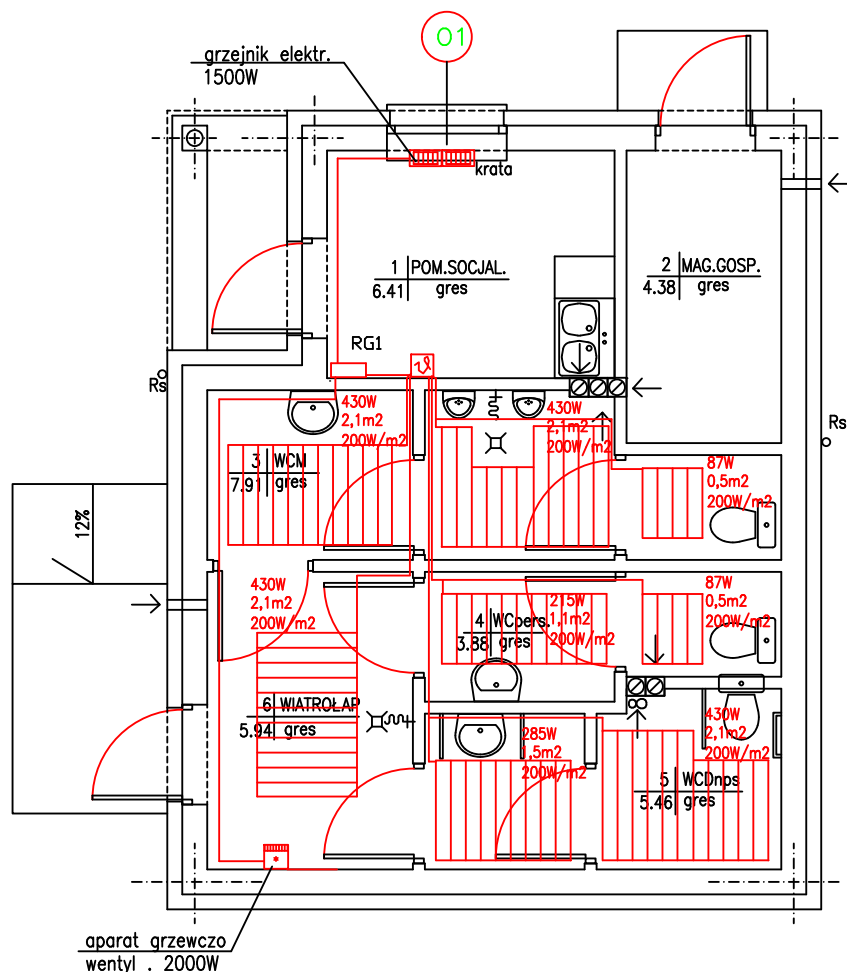 O1
grzejnik elektr.
1500W
krata
1 POM.SOCJAL.
6.41 gres
2 MAG.GOSP.
4.38 gres
RG1
Rs
Rs
430W
2,1m2
200W/m2
430W
2,1m2
200W/m2
3 WCM
7.91 gres
87W
0,5m2
200W/m2
12%
430W
2,1m2
200W/m2
215W
1,1m2
200W/m2
87W
0,5m2
200W/m2
4 WCpers.
3.88 gres
6 WIATROŁAP
5.94 gres
285W
1,5m2
200W/m2
430W
2,1m2
200W/m2
5 WCDnps
5.46 gres
aparat grzewczo
wentyl . 2000W